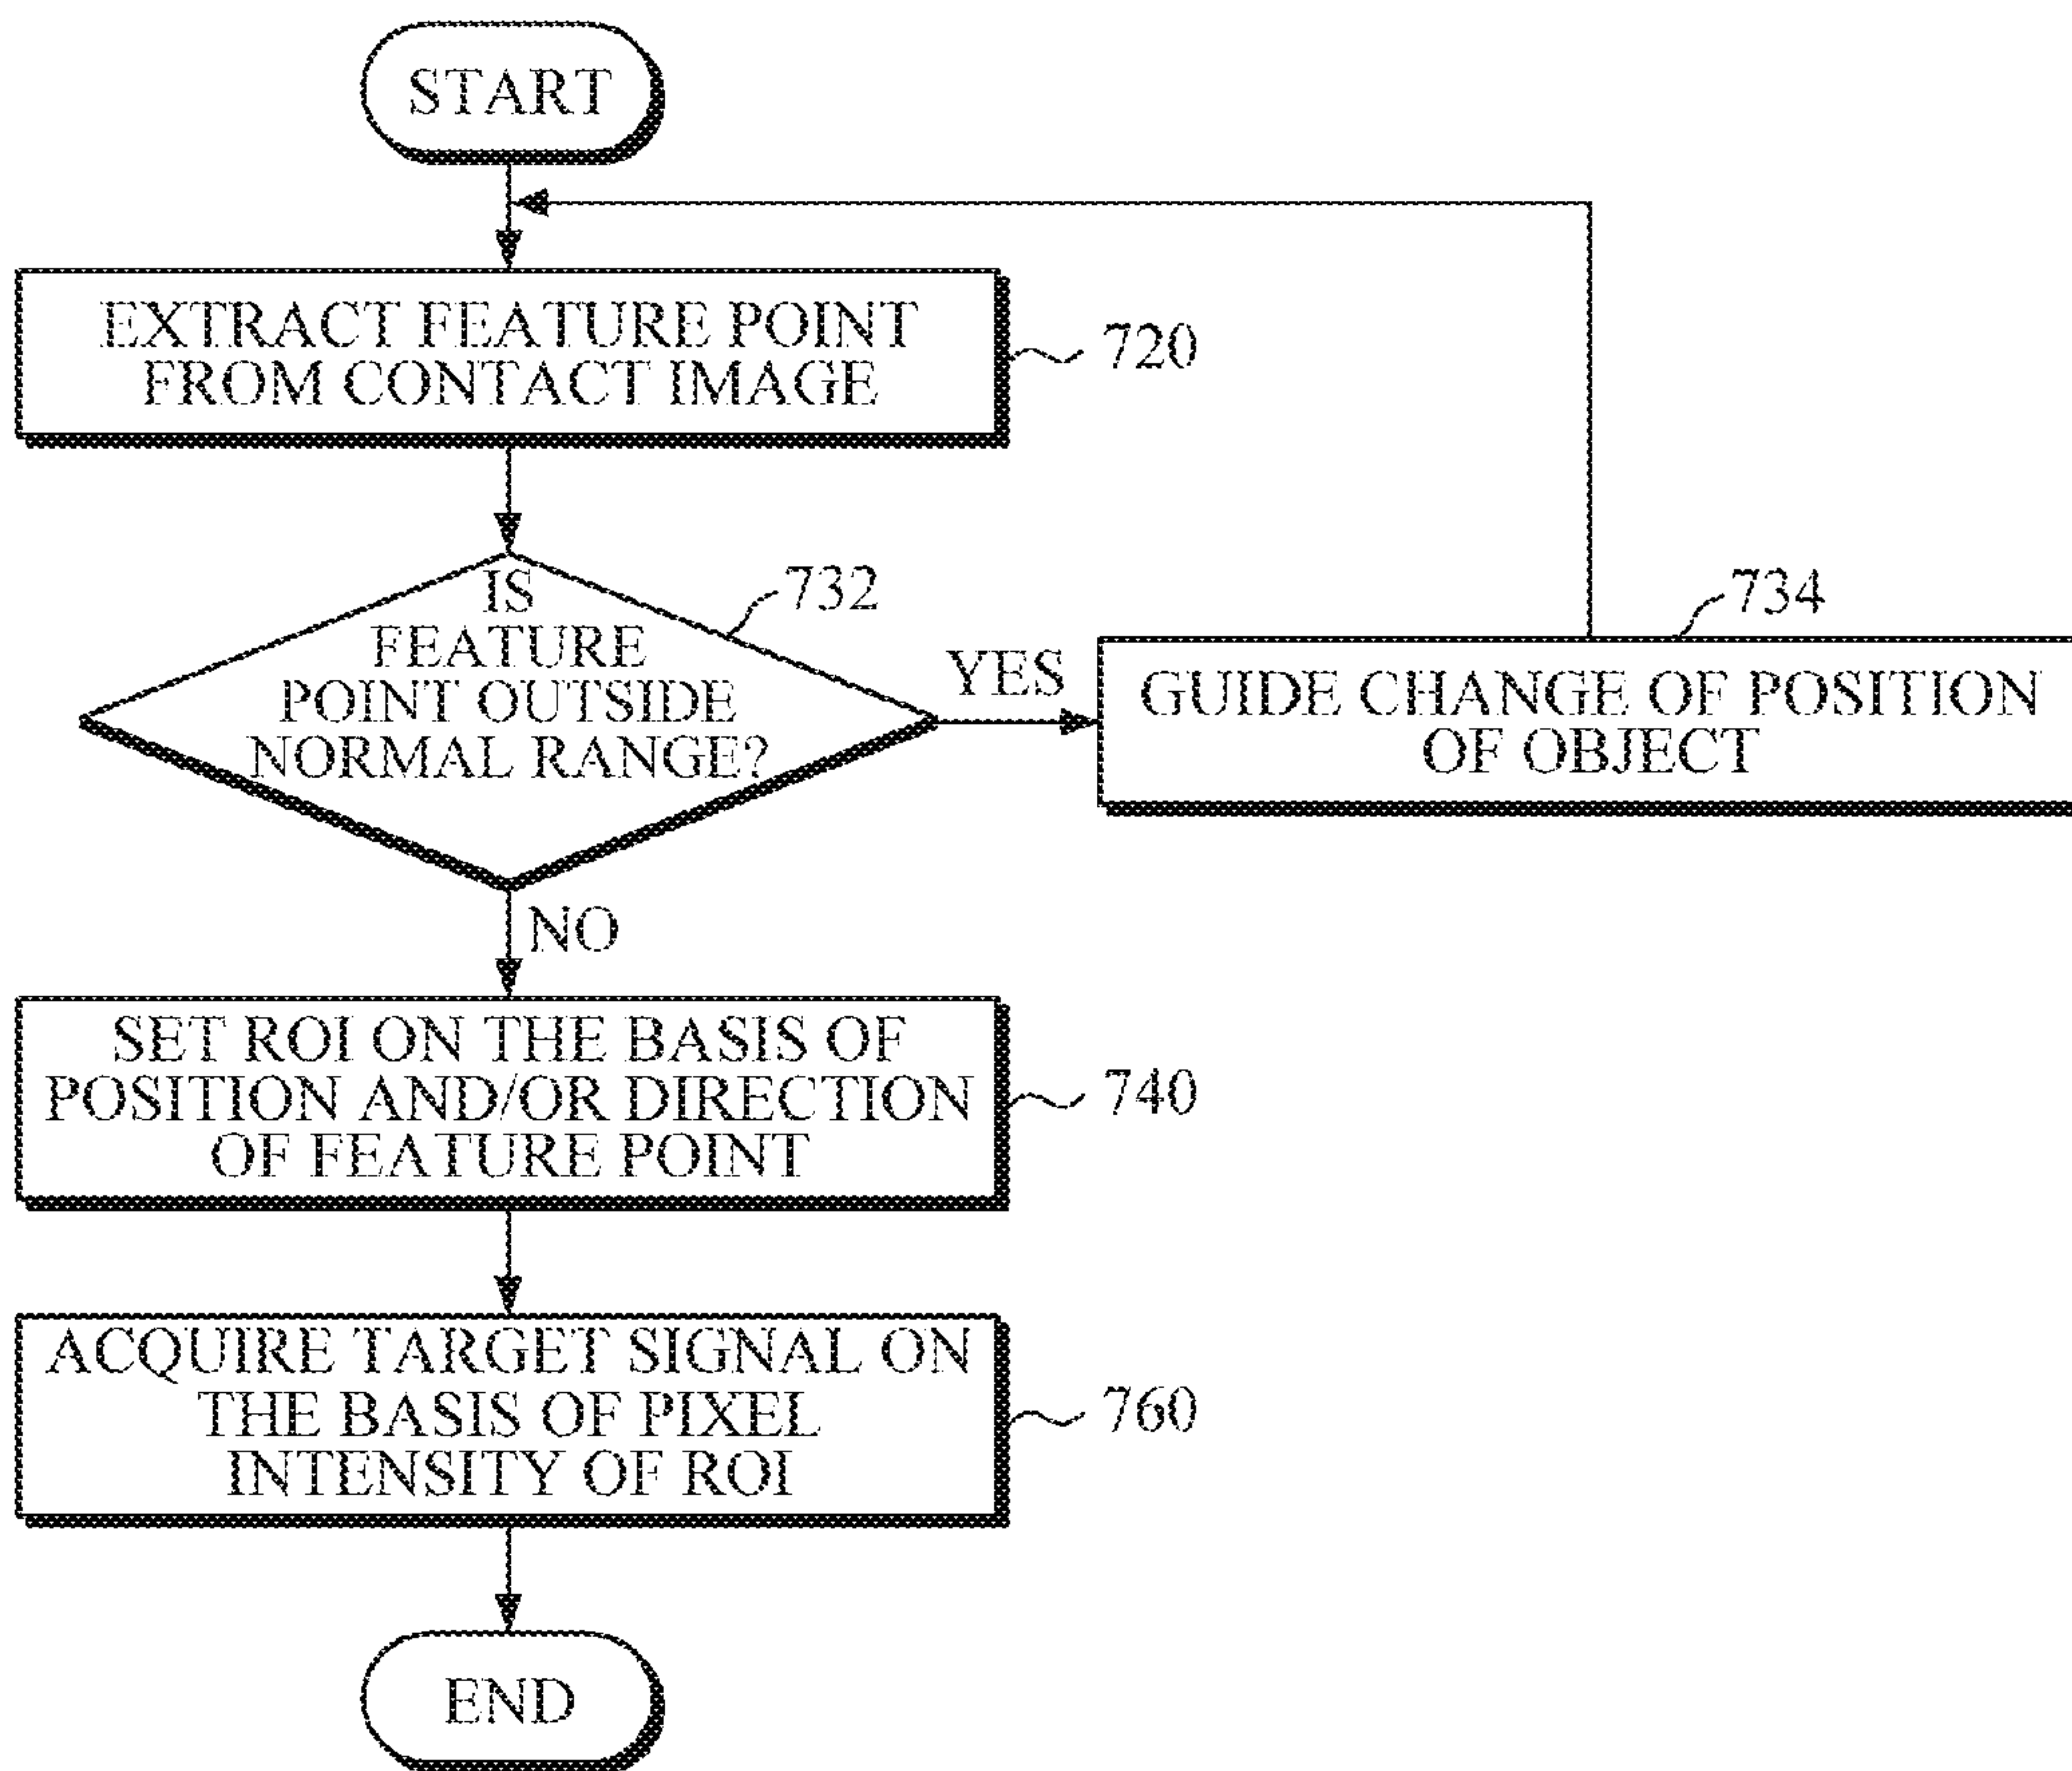 START
EXTRACT FEATURE POINT
FROM CONTACT IMAGE
720
IS
FEATURE
POINT OUTSIDE
NORMAL RANGE?
732
YES
734
GUIDE CHANGE OF POSITION
OF OBJECT
NO
SET ROI ON THE BASIS OF
POSITION AND/OR DIRECTION
OF FEATURE POINT
740
ACQUIRE TARGET SIGNAL ON
THE BASIS OF PIXEL
INTENSITY OF ROI
760
END